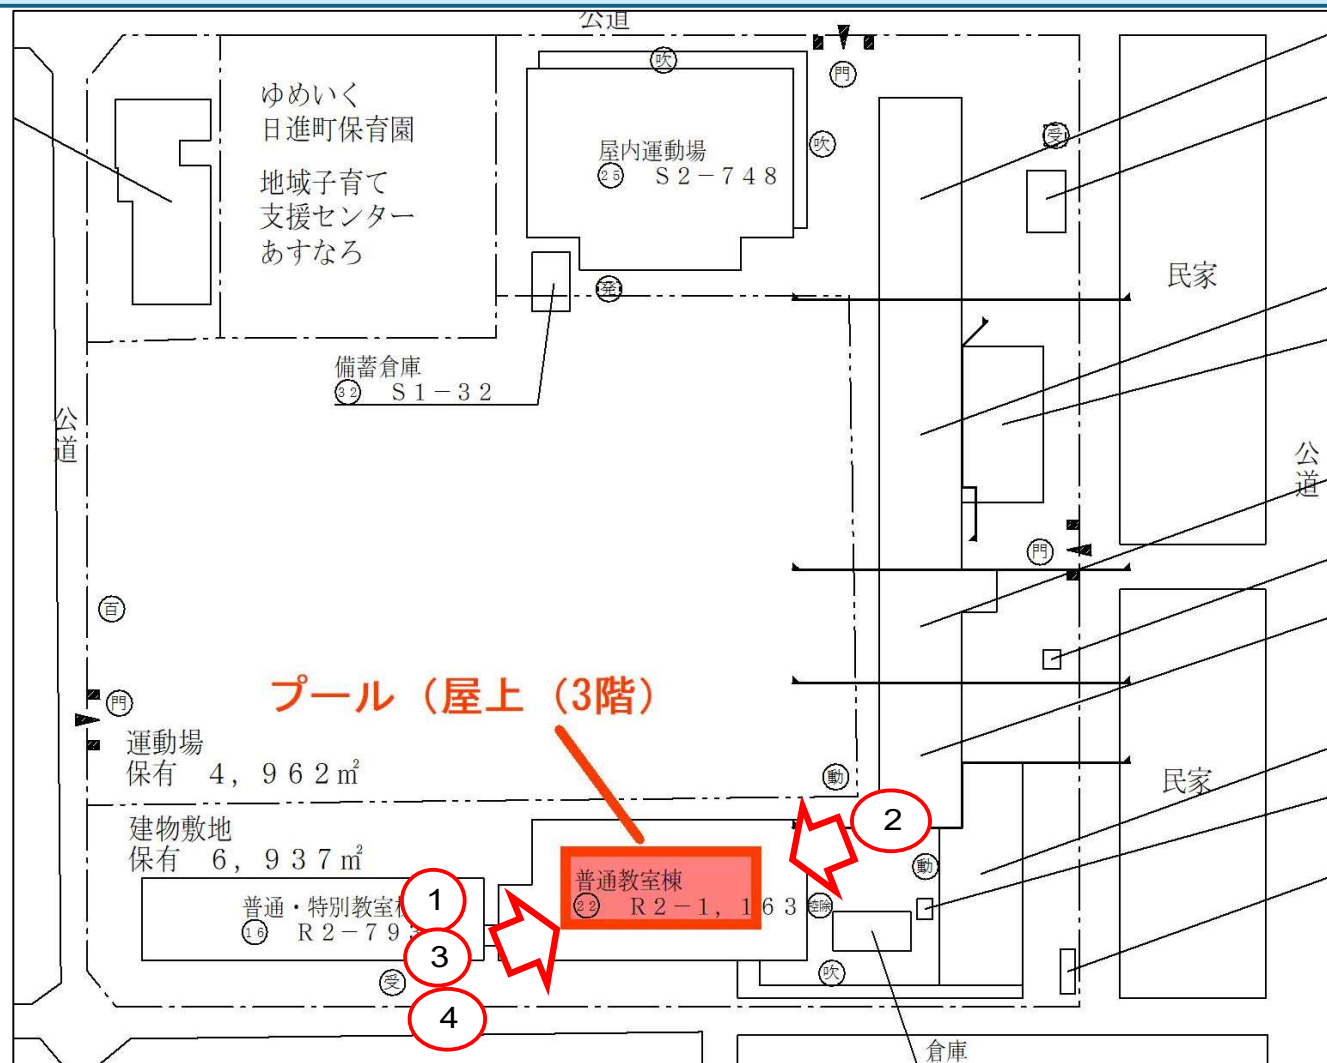 公道
吹
門
ゆめいく
日進町保育園
地域子育て
支援センター
あすなろ
屋内運動場
㉕ S2-748
吹
受
民家
発
備蓄倉庫
㉜ S1-32
公道
公道
門
百
門
プール（屋上（3階）
運動場
保有 4,962㎡
動
民家
建物敷地
保有 6,937㎡
2
動
普通教室棟
㉒ R2-1,163
普通・特別教室
⑯ R2-79
1
3
4
受
吹
倉庫